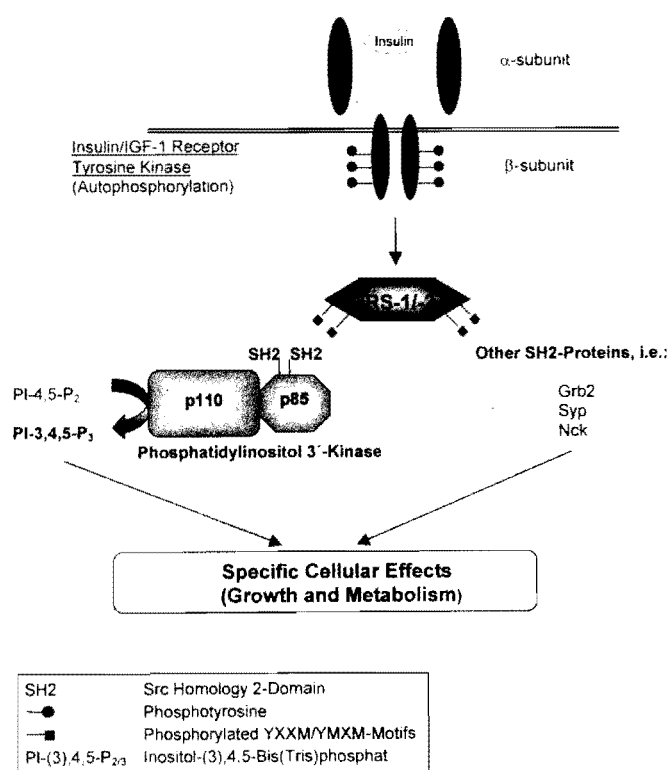 Insulin
α-subunit
Insulin/IGF-1 Receptor
Tyrosine Kinase
(Autophosphorylation)
β-subunit
RS-1/-2
SH2 SH2
Other SH2-Proteins, i.e.:
PI-4,5-P2
p110
p85
Grb2
PI-3,4,5-P3
Syp
Nck
Phosphatidylinositol 3´-Kinase
Specific Cellular Effects
(Growth and Metabolism)
SH2 Src Homology 2-Domain
Phosphotyrosine
Phosphorylated YXXM/YMXM-Motifs
PI-(3),4,5-P2/3 Inositol-(3),4,5-Bis(Tris)phosphat